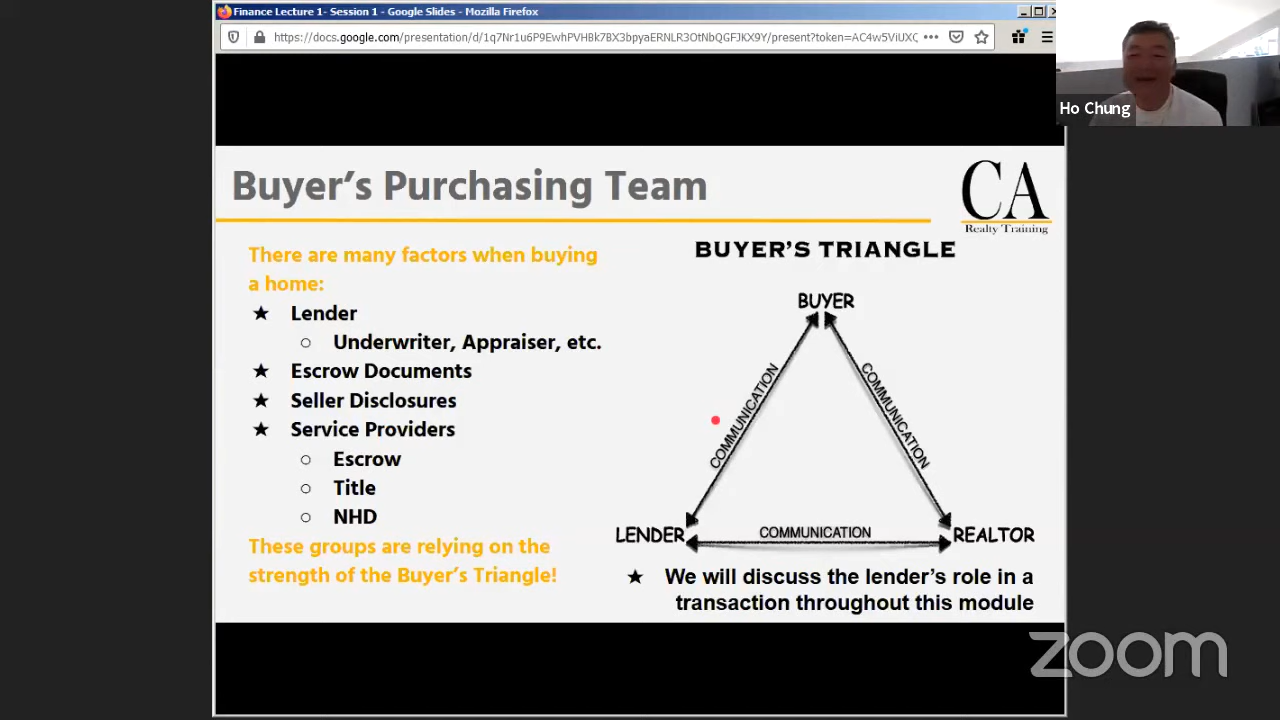 Finance Lecture 1- Session 1 - Google Slides - Mozilla Firefox
https://docs.google.com/presentation/d/1q7Nr1u6P9EwhPVHBk7BX3bpyaERNLR3OtNbQGFJKX9Y/present?token=AC4w5ViUXC
Ho Chung
Buyer's Purchasing Team
CA
Realty Training
There are many factors when buying
a home:
★ Lender
○ Underwriter, Appraiser, etc.
★ Escrow Documents
★ Seller Disclosures
★ Service Providers
○ Escrow
○ Title
○ NHD
These groups are relying on the
strength of the Buyer's Triangle!
BUYER'S TRIANGLE
BUYER
COMMUNICATION
COMMUNICATION
LENDER
COMMUNICATION
REALTOR
★ We will discuss the lender's role in a
transaction throughout this module
zoom